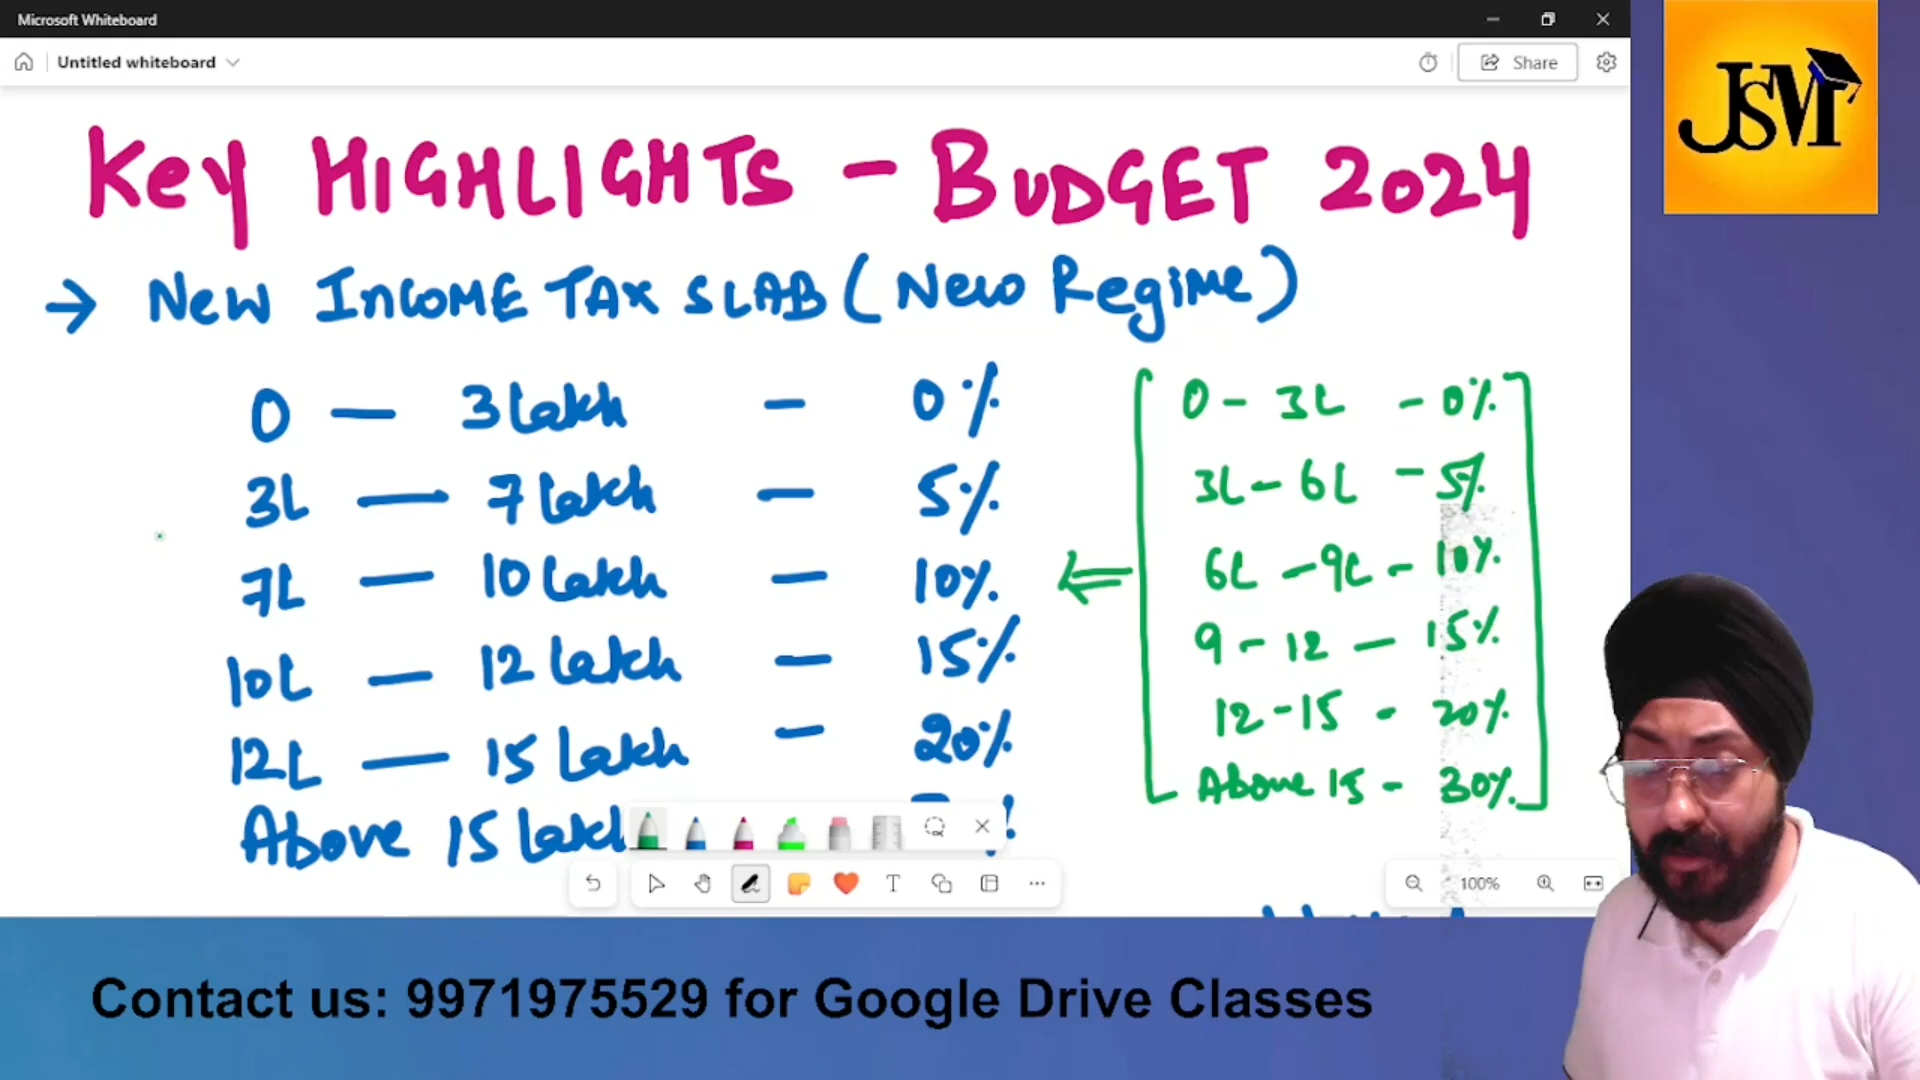 Microsoft Whiteboard
Untitled whiteboard
Share
JSM
Key HIGHLIGHTS - BUDGET 2024
→ New INCOME TAX SLAB (New Regime)
0 — 3 Lakh — 0%
3L — 7 Lakh — 5%
7L — 10 Lakh — 10%
10L — 12 Lakh — 15%
12L — 15 Lakh — 20%
Above 15 Lakh
0 - 3L - 0%
3L - 6L - 5%
6L - 9L - 10%
9 - 12 - 15%
12 - 15 - 20%
Above 15 - 30%
T
100%
Contact us: 9971975529 for Google Drive Classes